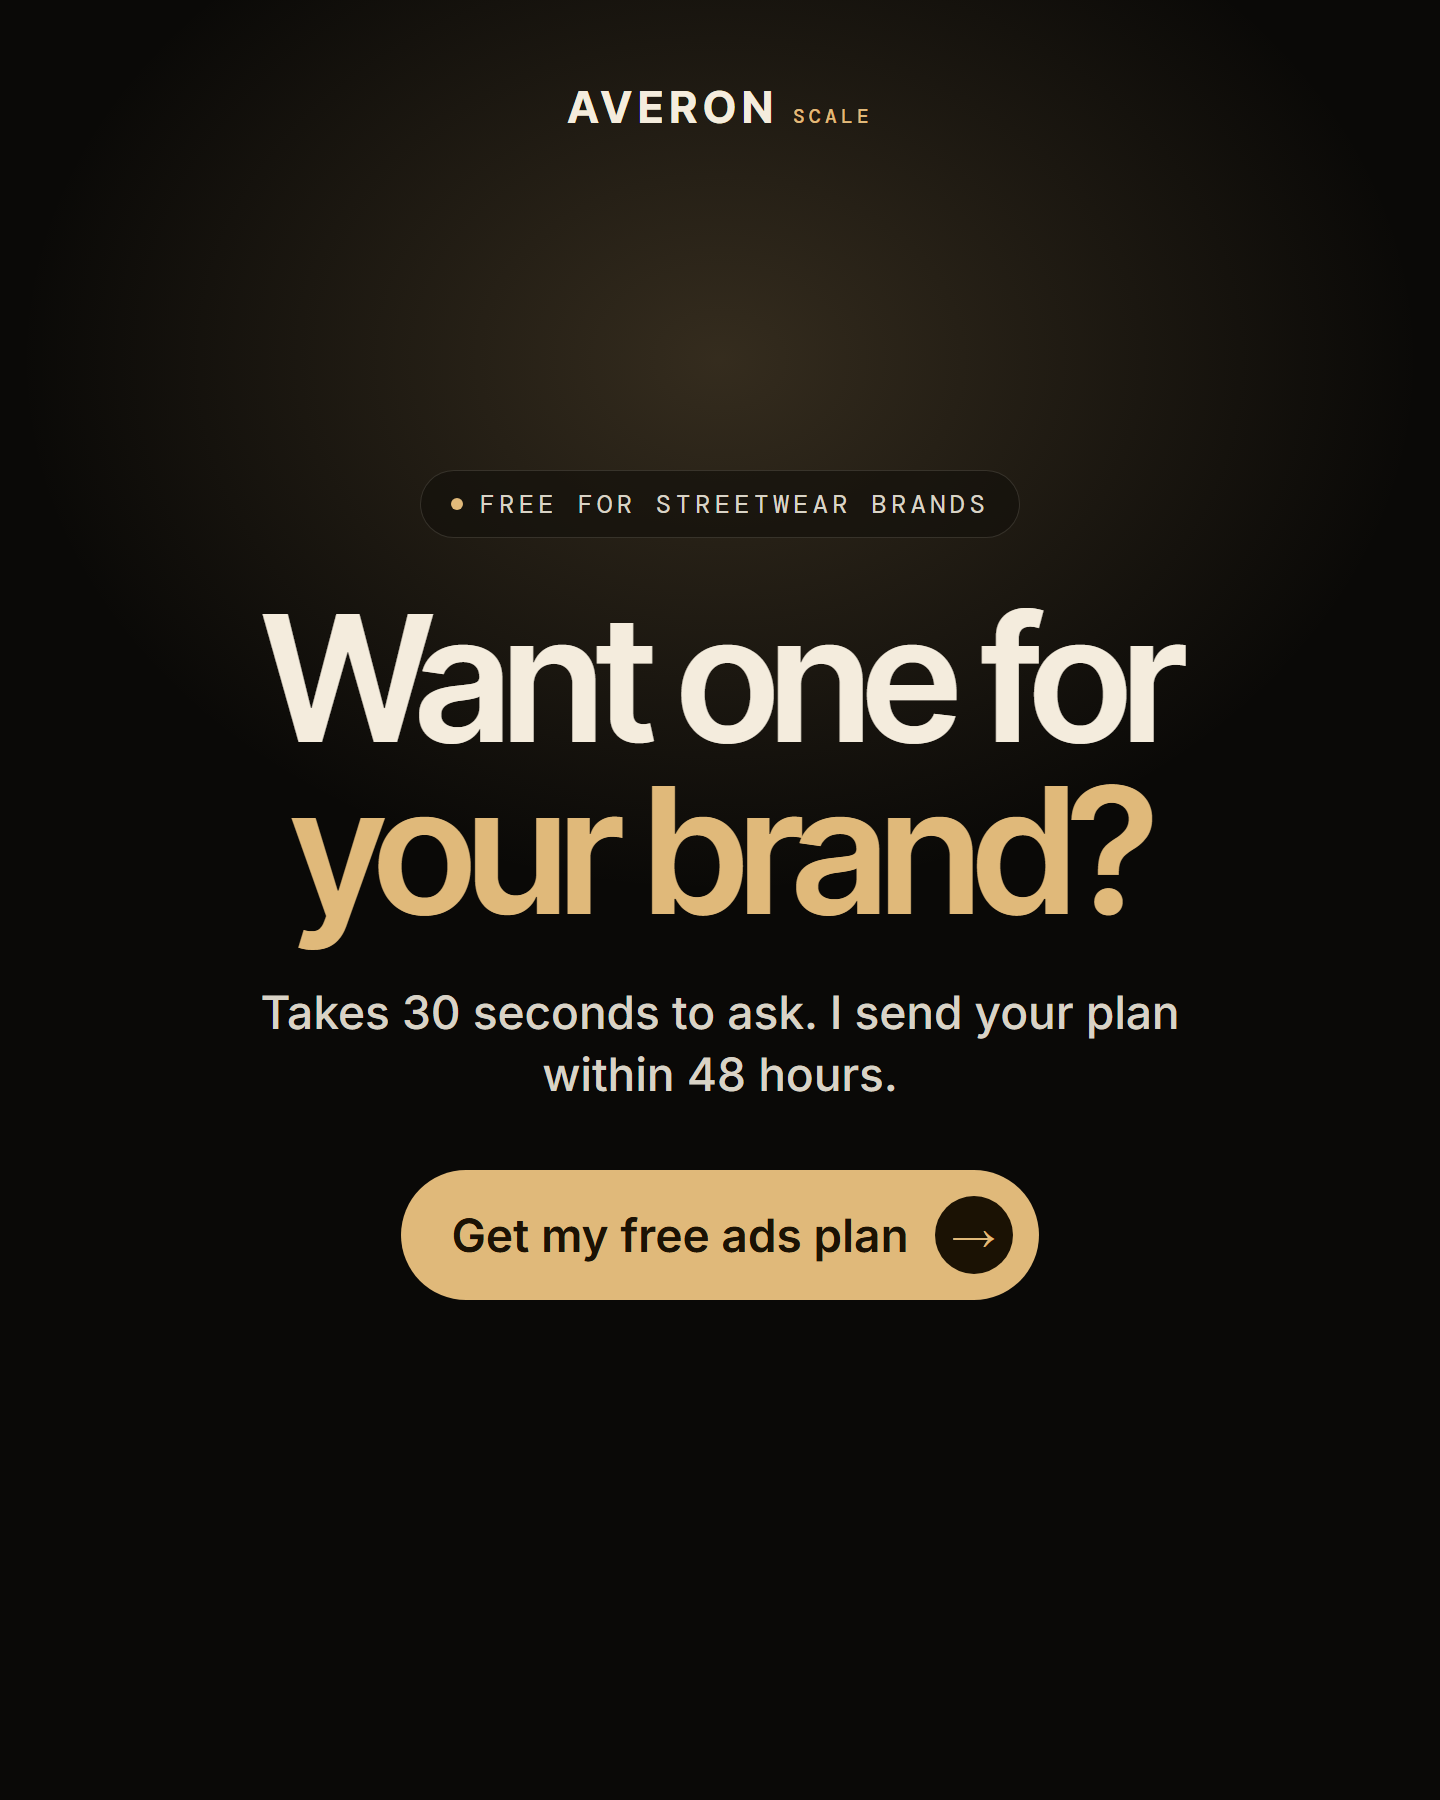 AVERON SCALE
FREE FOR STREETWEAR BRANDS
Want one for
your brand?
Takes 30 seconds to ask. I send your plan
within 48 hours.
Get my free ads plan →